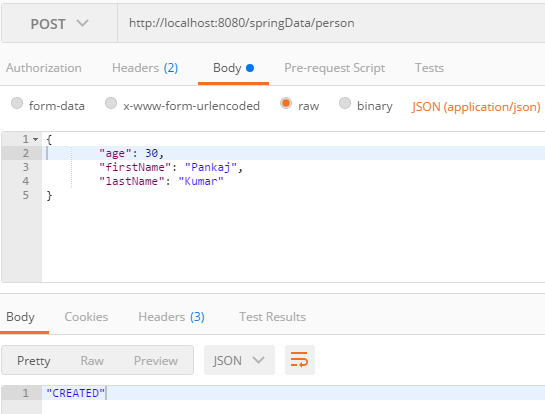 POST http://localhost:8080/springData/person
Authorization Headers (2) Body Pre-request Script Tests
form-data x-www-form-urlencoded raw binary JSON (application/json)
1 {
2 "age": 30,
3 "firstName": "Pankaj",
4 "lastName": "Kumar"
5 }
Body Cookies Headers (3) Test Results
Pretty Raw Preview JSON
1 "CREATED"